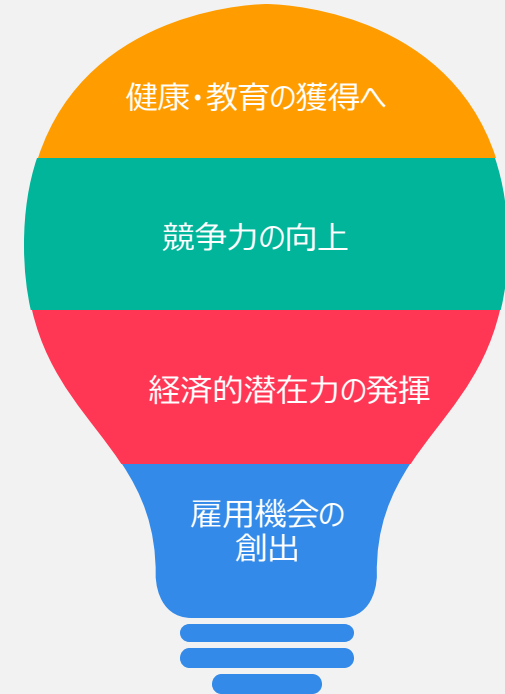 健康・教育の獲得へ
競争力の向上
経済的潜在力の発揮
雇用機会の
創出